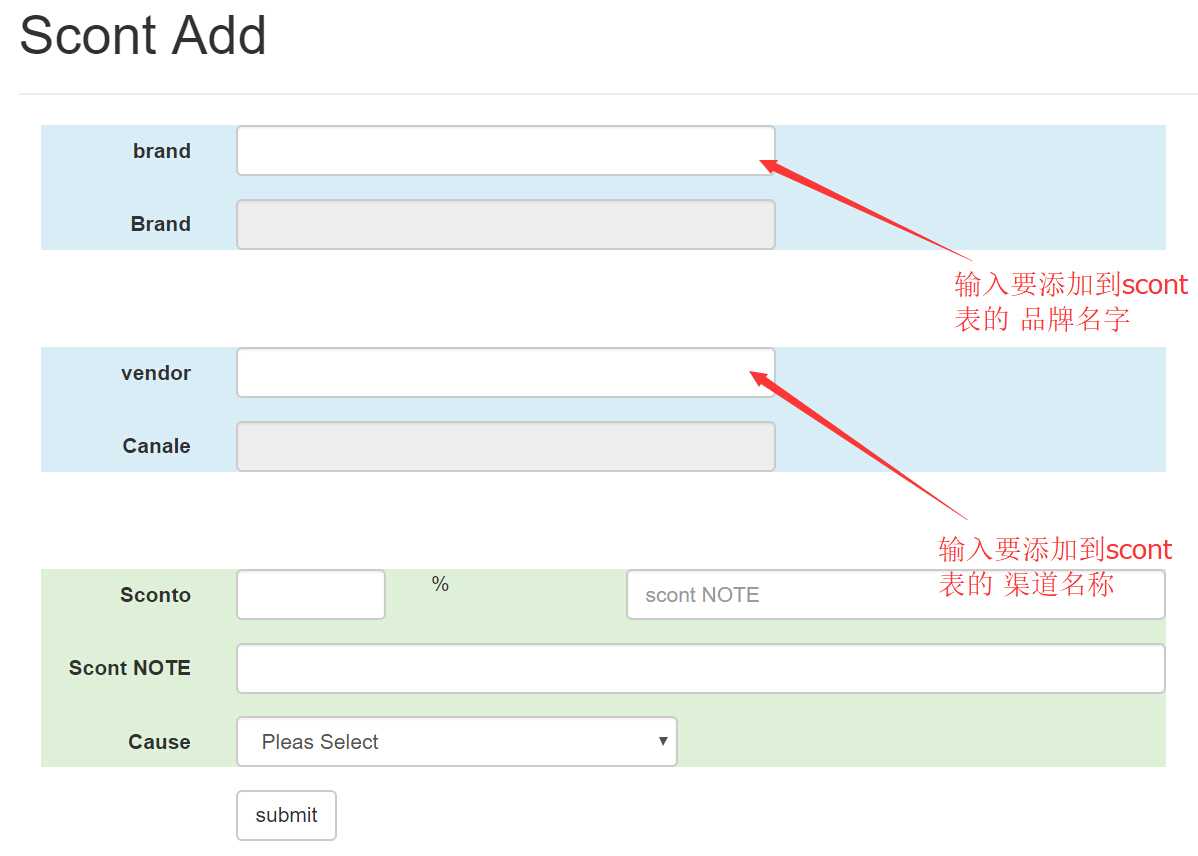 Scont Add
brand
Brand
输入要添加到scont
表的 品牌名字
vendor
Canale
输入要添加到scont
表的 渠道名称
Sconto
%
scont NOTE
Scont NOTE
Cause
Pleas Select
submit